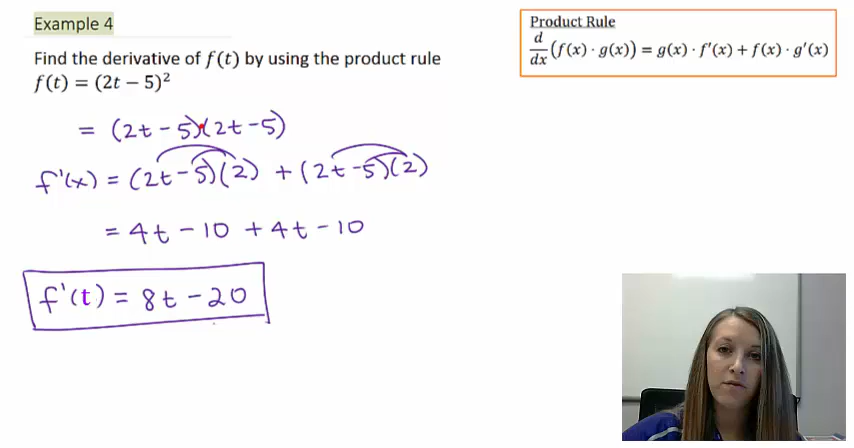 Example 4
Find the derivative of f(t) by using the product rule
f(t) = (2t − 5)²
= (2t − 5)(2t − 5)
f'(x) = (2t − 5)(2) + (2t − 5)(2)
= 4t − 10 + 4t − 10
f'(t) = 8t − 20
Product Rule
d/dx (f(x) · g(x)) = g(x) · f′(x) + f(x) · g′(x)